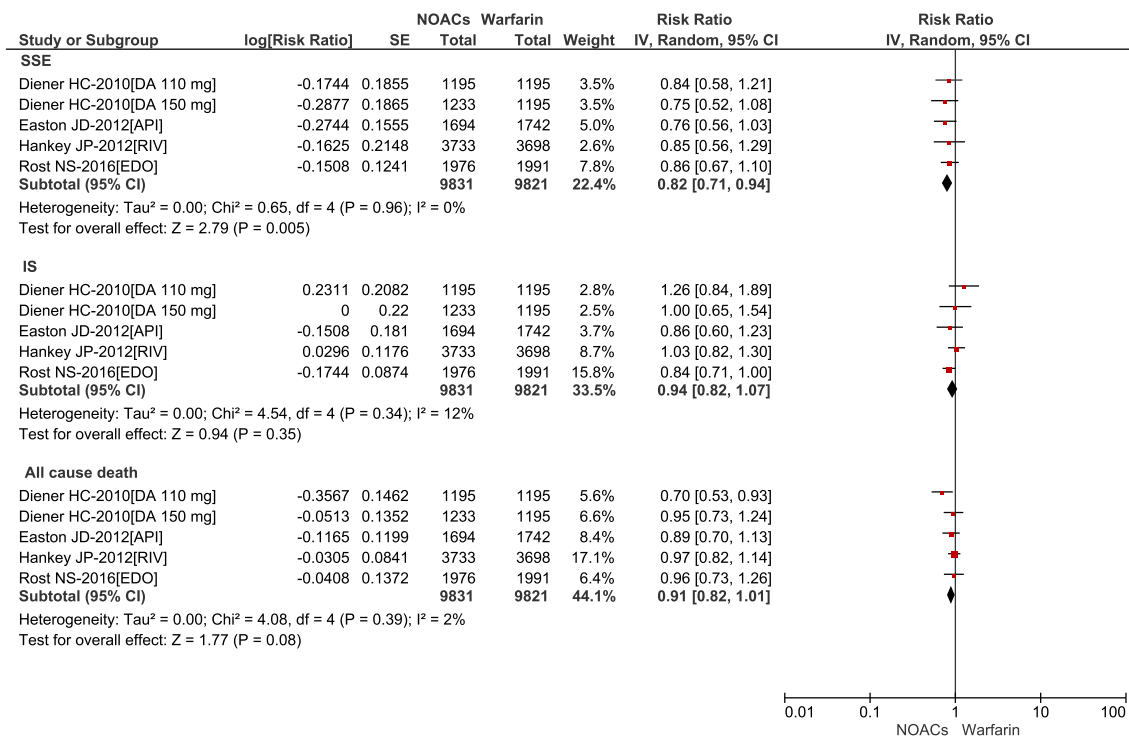 NOACs Warfarin Risk Ratio Risk Ratio
Study or Subgroup log[Risk Ratio] SE Total Total Weight IV, Random, 95% CI IV, Random, 95% CI
SSE
Diener HC-2010[DA 110 mg] -0.1744 0.1855 1195 1195 3.5% 0.84 [0.58, 1.21]
Diener HC-2010[DA 150 mg] -0.2877 0.1865 1233 1195 3.5% 0.75 [0.52, 1.08]
Easton JD-2012[API] -0.2744 0.1555 1694 1742 5.0% 0.76 [0.56, 1.03]
Hankey JP-2012[RIV] -0.1625 0.2148 3733 3698 2.6% 0.85 [0.56, 1.29]
Rost NS-2016[EDO] -0.1508 0.1241 1976 1991 7.8% 0.86 [0.67, 1.10]
Subtotal (95% CI) 9831 9821 22.4% 0.82 [0.71, 0.94]
Heterogeneity: Tau² = 0.00; Chi² = 0.65, df = 4 (P = 0.96); I² = 0%
Test for overall effect: Z = 2.79 (P = 0.005)
IS
Diener HC-2010[DA 110 mg] 0.2311 0.2082 1195 1195 2.8% 1.26 [0.84, 1.89]
Diener HC-2010[DA 150 mg] 0 0.22 1233 1195 2.5% 1.00 [0.65, 1.54]
Easton JD-2012[API] -0.1508 0.181 1694 1742 3.7% 0.86 [0.60, 1.23]
Hankey JP-2012[RIV] 0.0296 0.1176 3733 3698 8.7% 1.03 [0.82, 1.30]
Rost NS-2016[EDO] -0.1744 0.0874 1976 1991 15.8% 0.84 [0.71, 1.00]
Subtotal (95% CI) 9831 9821 33.5% 0.94 [0.82, 1.07]
Heterogeneity: Tau² = 0.00; Chi² = 4.54, df = 4 (P = 0.34); I² = 12%
Test for overall effect: Z = 0.94 (P = 0.35)
All cause death
Diener HC-2010[DA 110 mg] -0.3567 0.1462 1195 1195 5.6% 0.70 [0.53, 0.93]
Diener HC-2010[DA 150 mg] -0.0513 0.1352 1233 1195 6.6% 0.95 [0.73, 1.24]
Easton JD-2012[API] -0.1165 0.1199 1694 1742 8.4% 0.89 [0.70, 1.13]
Hankey JP-2012[RIV] -0.0305 0.0841 3733 3698 17.1% 0.97 [0.82, 1.14]
Rost NS-2016[EDO] -0.0408 0.1372 1976 1991 6.4% 0.96 [0.73, 1.26]
Subtotal (95% CI) 9831 9821 44.1% 0.91 [0.82, 1.01]
Heterogeneity: Tau² = 0.00; Chi² = 4.08, df = 4 (P = 0.39); I² = 2%
Test for overall effect: Z = 1.77 (P = 0.08)
0.01 0.1 1 10 100
NOACs Warfarin